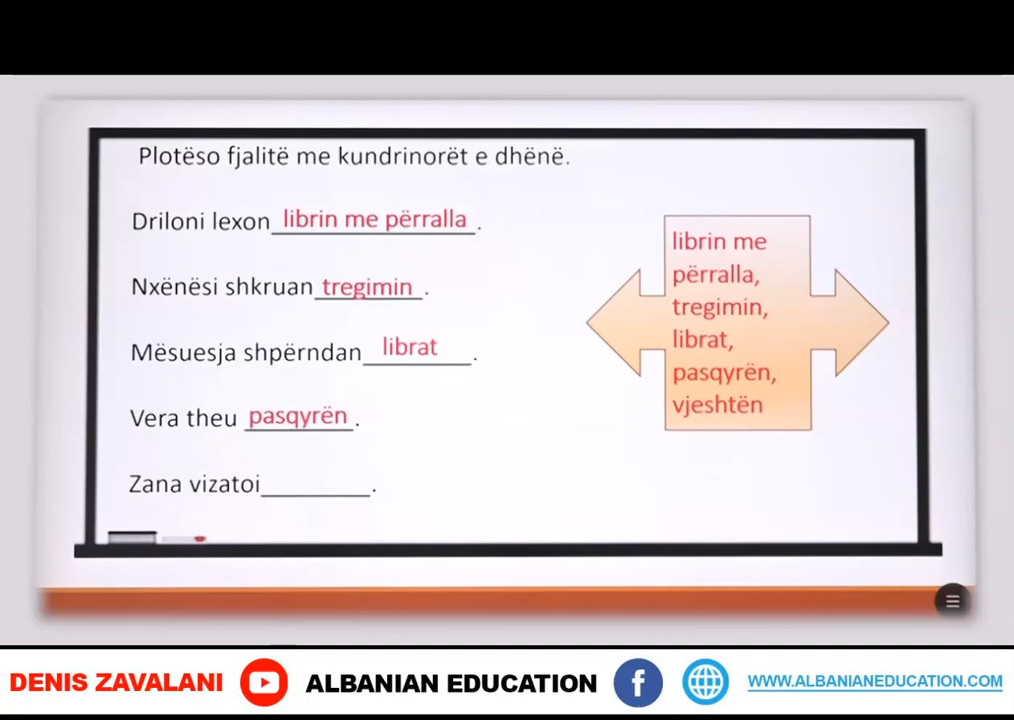 Plotëso fjalitë me kundrinorët e dhënë.
Driloni lexon librin me përralla.
Nxënësi shkruan tregimin.
Mësuesja shpërndan librat.
Vera theu pasqyrën.
Zana vizatoi__________.
librin me
përralla,
tregimin,
librat,
pasqyrën,
vjeshtën
DENIS ZAVALANI ALBANIAN EDUCATION WWW.ALBANIANEDUCATION.COM